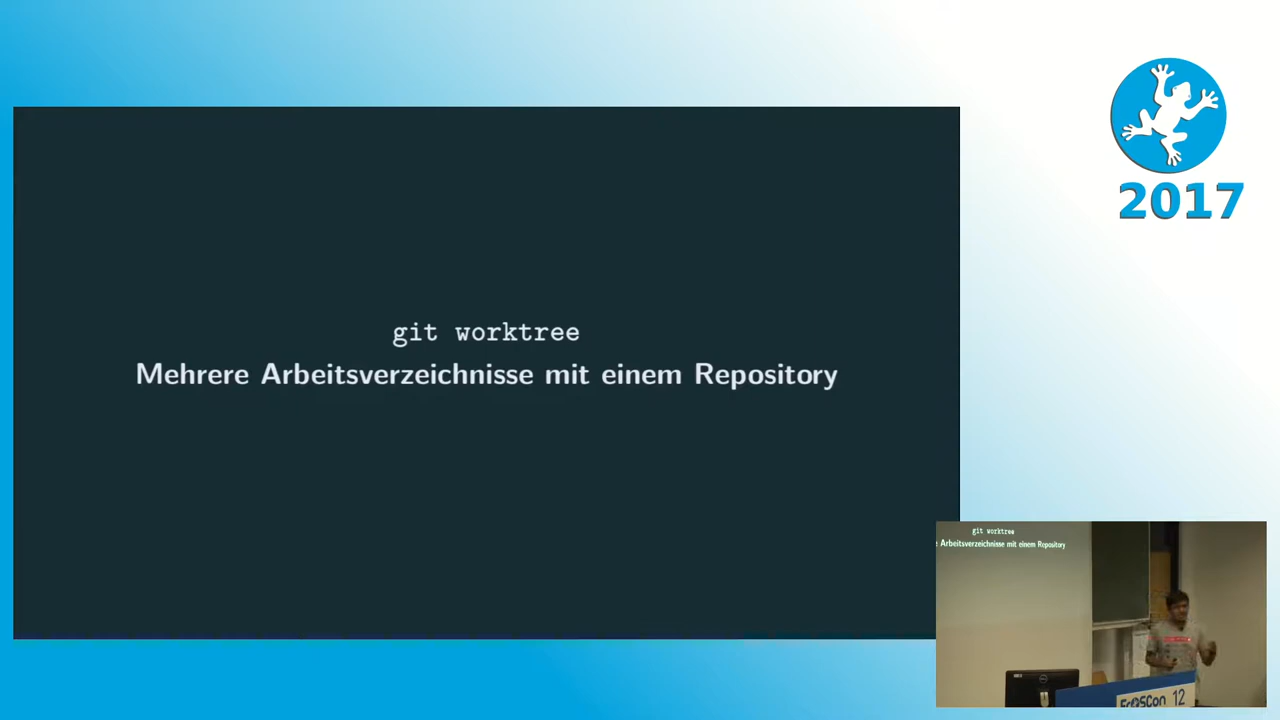 git worktree
Mehrere Arbeitsverzeichnisse mit einem Repository
2017
git worktree
Arbeitsverzeichnisse mit einem Repository
FrOSCon 12